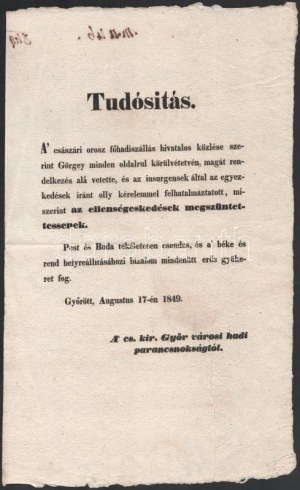 Tudósitás.
A' császári orosz főhadiszállás hivatalos közlése sze-
rint Görgey minden oldalrul körülvétetvén, magát ren-
delkezés alá vetette, és az insurgensek által az egyez-
kedések iránt olly kérelemmel felhatalmaztatott, mi-
szerint az ellenségeskedések megszüntet-
tessenek.
Pest és Buda tökéletesen csendes, és a' béke és
rend helyreállitásábozi bizalom mindenütt erős gyöke-
ret fog.
Győrött, Augustus 17-én 1849.
A' cs. kir. Győr városi hadi
parancsnokságtól.